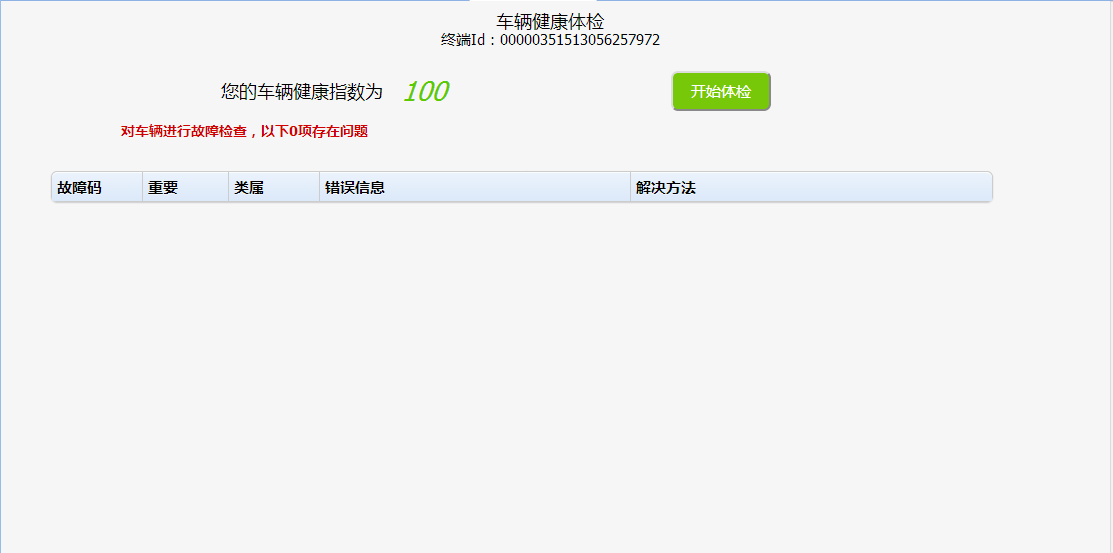 车辆健康体检
终端Id：00000351513056257972
您的车辆健康指数为 100 开始体检
对车辆进行故障检查，以下0项存在问题
故障码 重要 类属 错误信息 解决方法